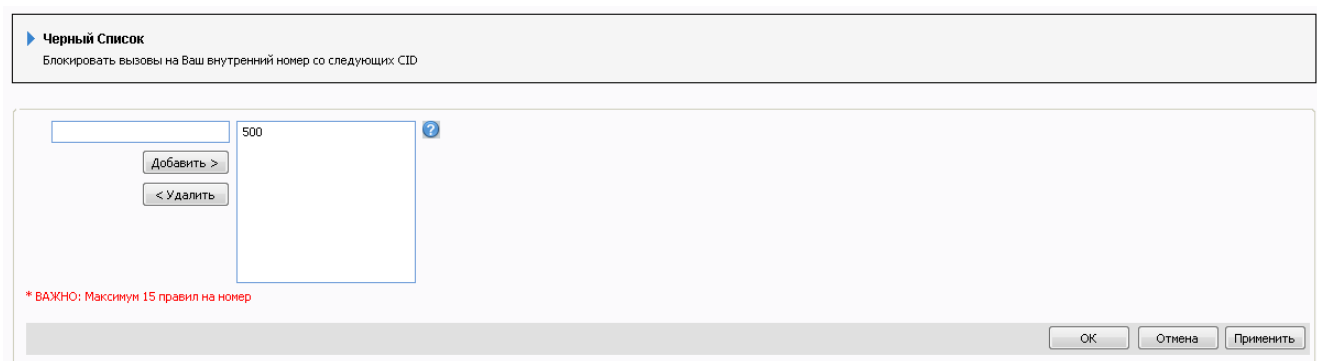 Черный Список
Блокировать вызовы на Ваш внутренний номер со следующих CID
500
?
Добавить >
< Удалить
* ВАЖНО: Максимум 15 правил на номер
OK
Отмена
Применить